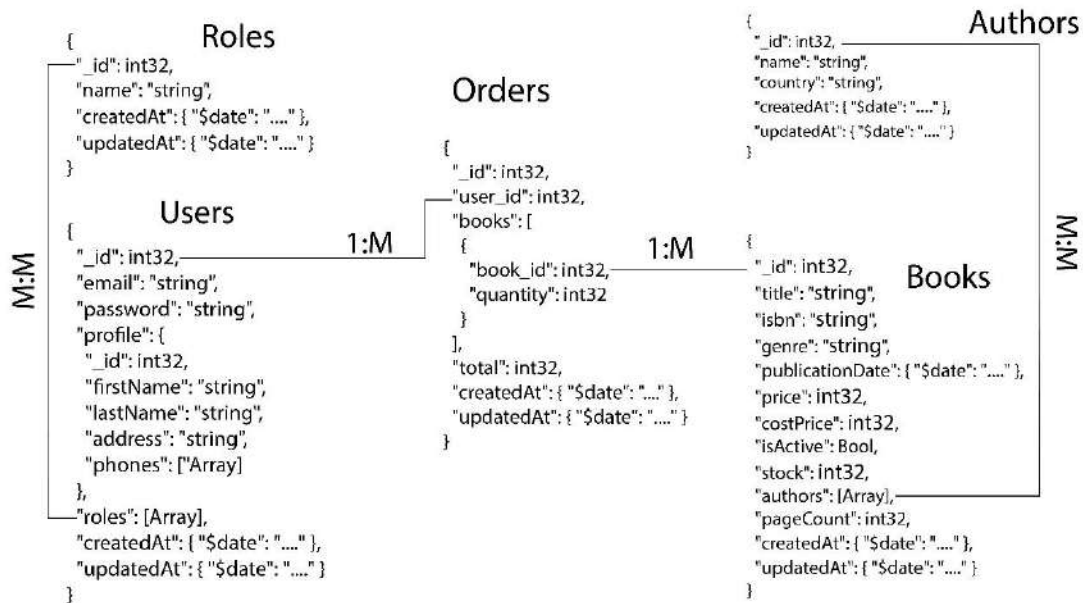 Roles
{
"_id": int32,
"name": "string",
"createdAt": { "$date": "...." },
"updatedAt": { "$date": "...." }
}
Users
{
"_id": int32,
"email": "string",
"password": "string",
"profile": {
"_id": int32,
"firstName": "string",
"lastName": "string",
"address": "string",
"phones": ["Array]
},
"roles": [Array],
"createdAt": { "$date": "...." },
"updatedAt": { "$date": "...." }
}
M:M
1:M
Orders
{
"_id": int32,
"user_id": int32,
"books": [
{
"book_id": int32,
"quantity": int32
}
],
"total": int32,
"createdAt": { "$date": "...." },
"updatedAt": { "$date": "...." }
}
1:M
Authors
{
"_id": int32,
"name": "string",
"country": "string",
"createdAt": { "$date": "...." },
"updatedAt": { "$date": "...." }
}
M:M
Books
{
"_id": int32,
"title": "string",
"isbn": "string",
"genre": "string",
"publicationDate": { "$date": "...." },
"price": int32,
"costPrice": int32,
"isActive": Bool,
"stock": int32,
"authors": [Array],
"pageCount": int32,
"createdAt": { "$date": "...." },
"updatedAt": { "$date": "...." }
}